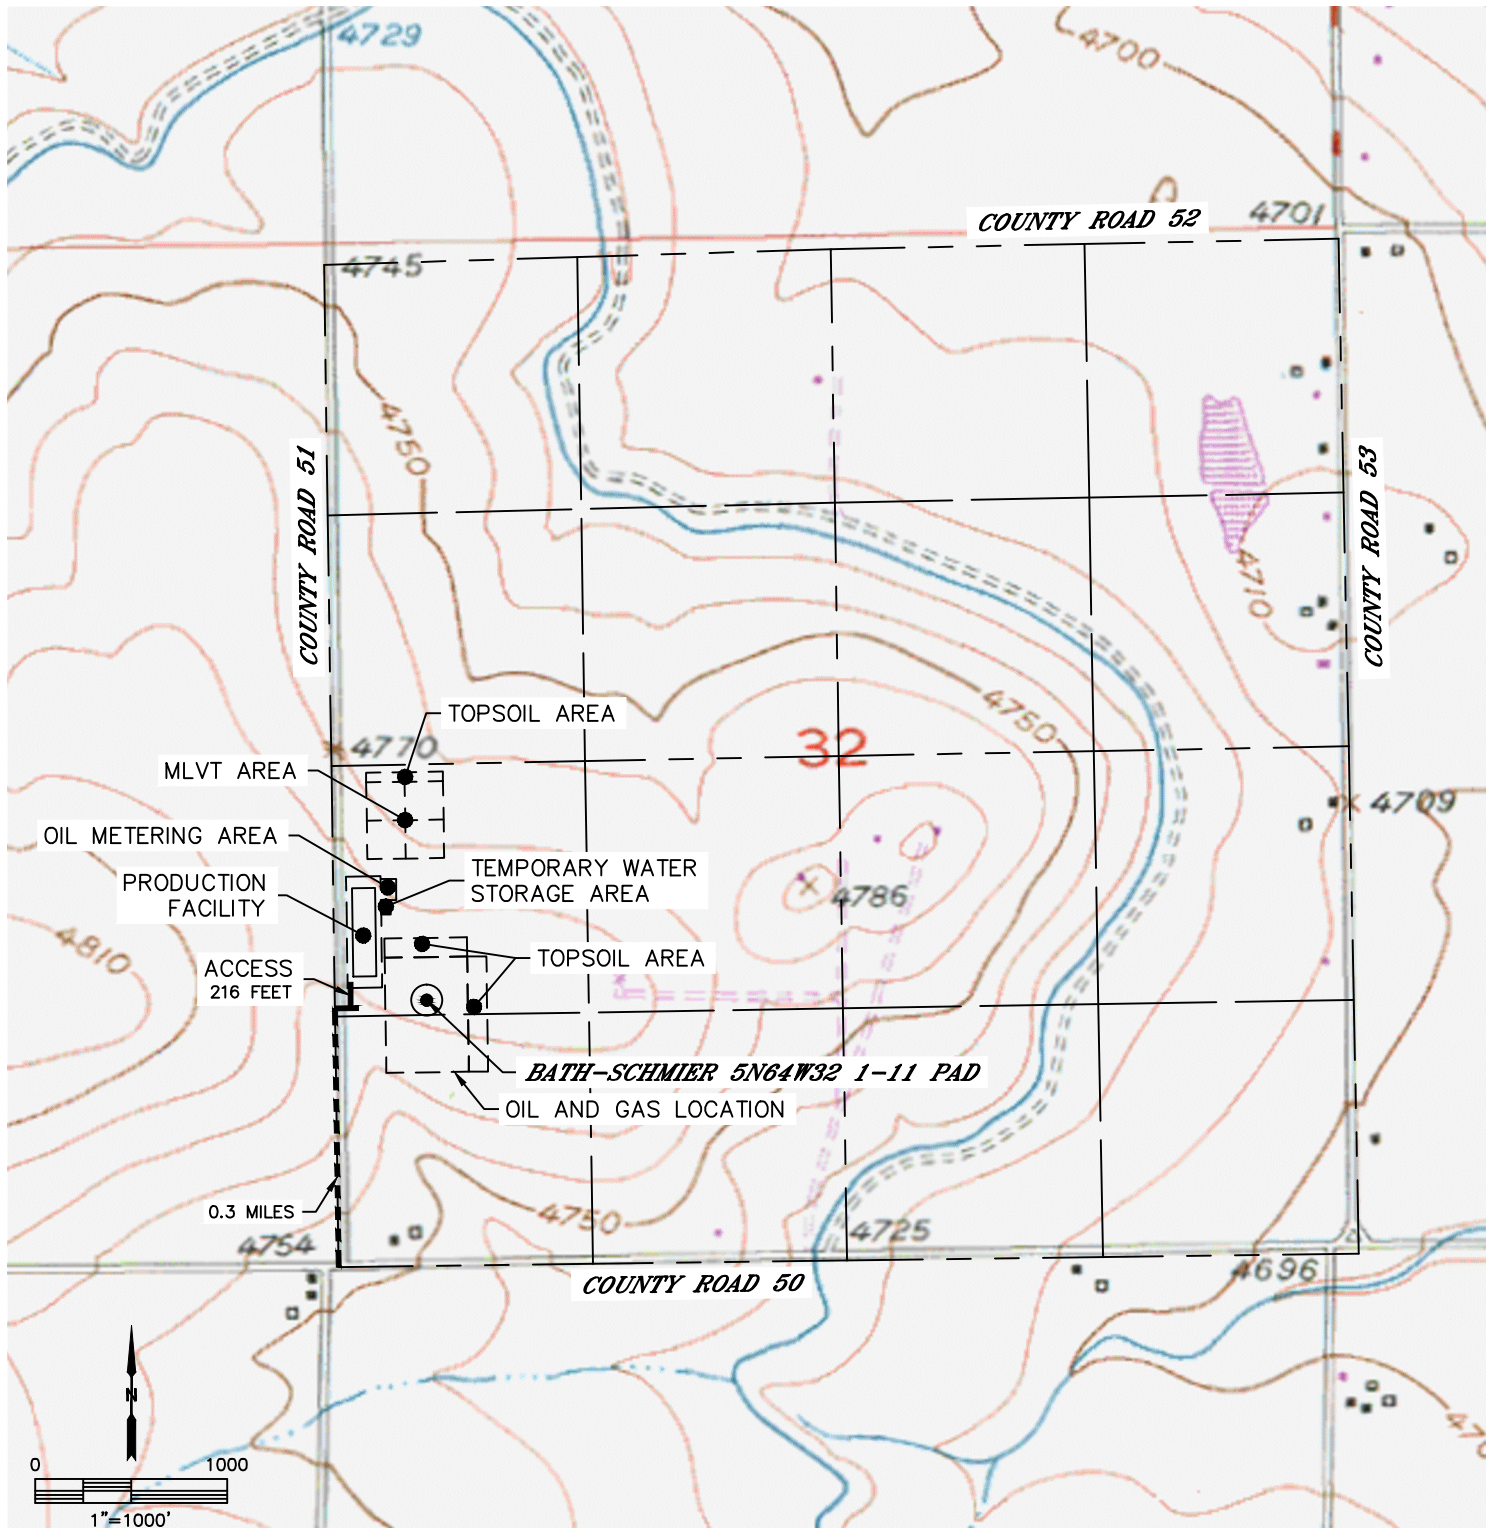 4729
4700
COUNTY ROAD 52
4701
4745
4750
COUNTY ROAD 51
COUNTY ROAD 53
4710
TOPSOIL AREA
4750
32
4770
MLVT AREA
4709
OIL METERING AREA
TEMPORARY WATER
STORAGE AREA
PRODUCTION
FACILITY
4786
4810
ACCESS
216 FEET
TOPSOIL AREA
BATH-SCHMIER 5N64W32 1-11 PAD
OIL AND GAS LOCATION
0.3 MILES
4750
4725
4754
4696
COUNTY ROAD 50
N
0 1000
1"=1000'